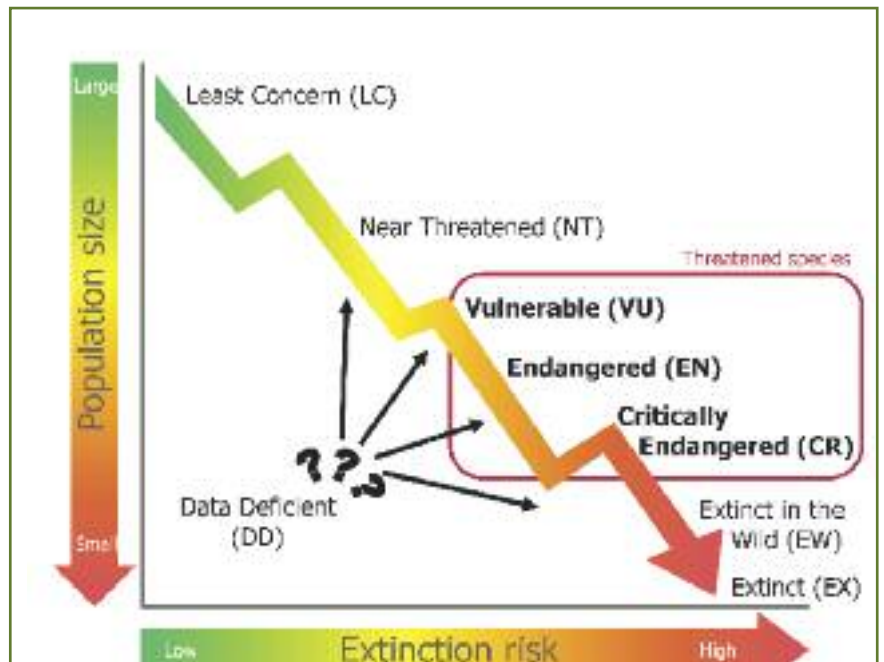 Large
Least Concern (LC)
Population size
Near Threatened (NT)
Threatened species
Vulnerable (VU)
Endangered (EN)
Critically
Endangered (CR)
? ? ?
Data Deficient
(DD)
Extinct in the
Wild (EW)
Small
Extinct (EX)
Low
Extinction risk
High